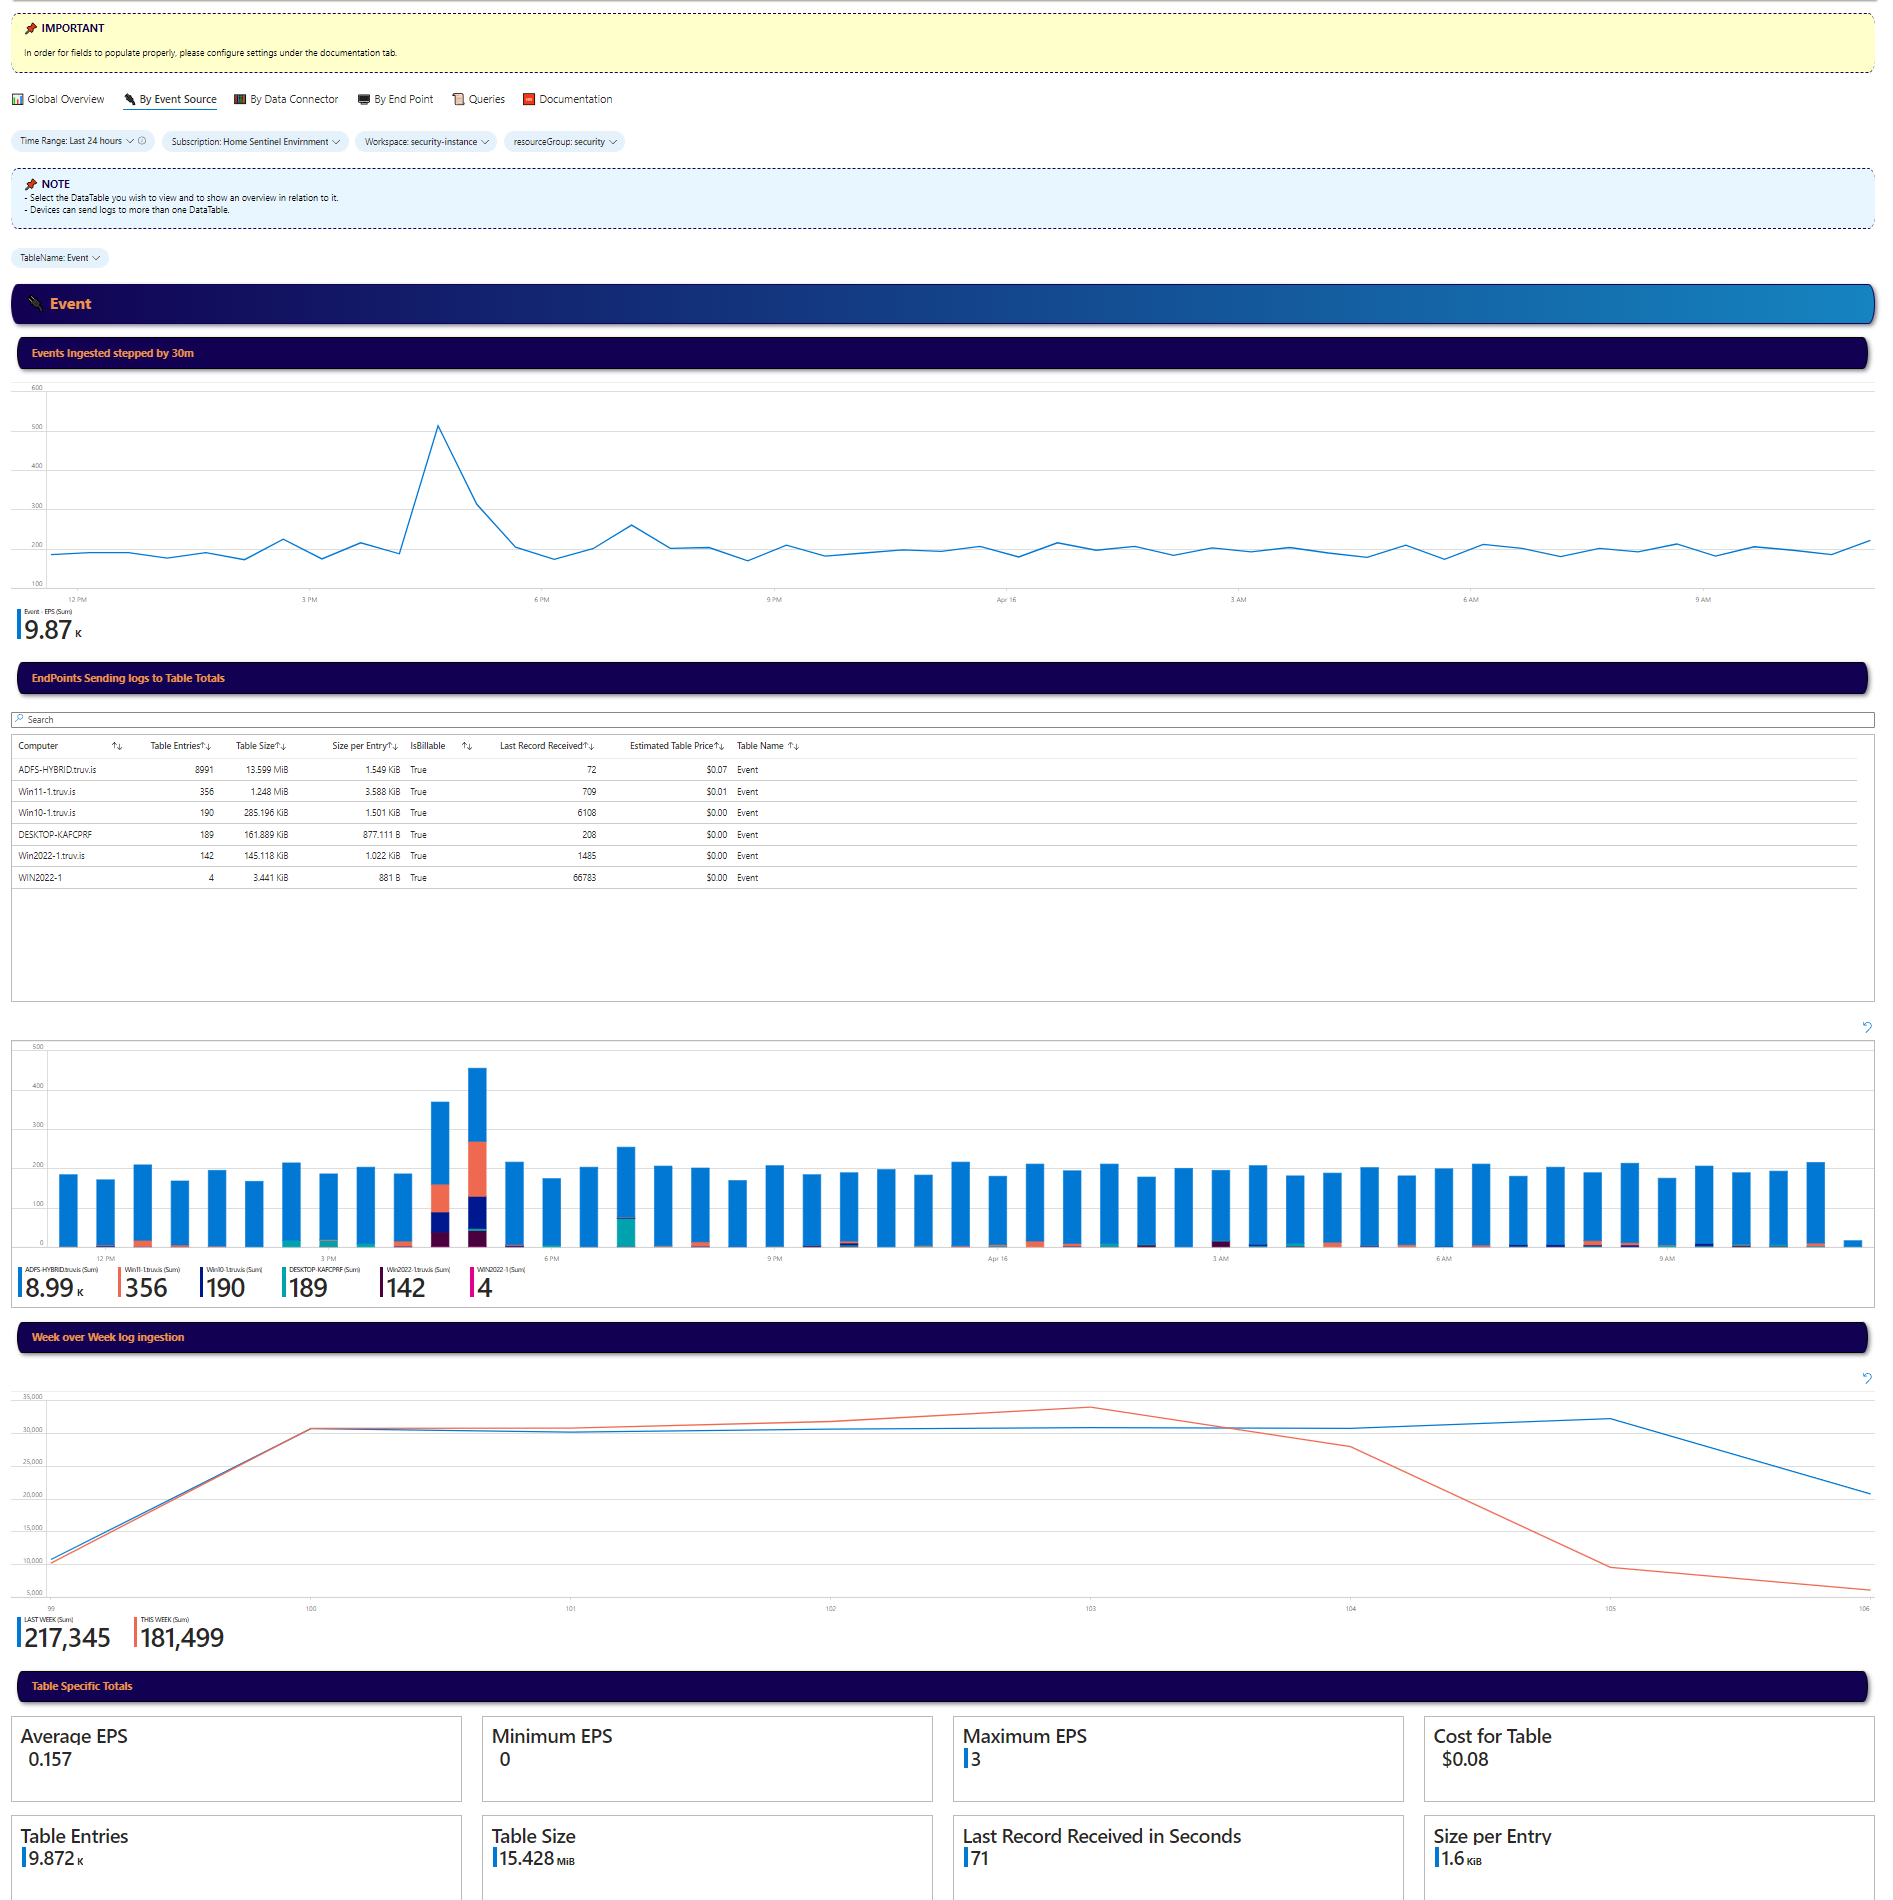 IMPORTANT
In order for fields to populate properly, please configure settings under the documentation tab.
Global Overview By Event Source By Data Connector By End Point Queries Documentation
Time Range: Last 24 hours Subscription: Home Sentinel Envirnment Workspace: security-instance resourceGroup: security
NOTE
- Select the DataTable you wish to view and to show an overview in relation to it.
- Devices can send logs to more than one DataTable.
TableName: Event
Event
Events Ingested stepped by 30m
600
500
400
300
200
100
12 PM 3 PM 6 PM 9 PM Apr 16 3 AM 6 AM 9 AM
Event - EPS (Sum)
9.87 K
EndPoints Sending logs to Table Totals
Search
Computer Table Entries Table Size Size per Entry IsBillable Last Record Received Estimated Table Price Table Name
ADFS-HYBRID.truv.is 8991 13.599 MiB 1.549 KiB True 72 $0.07 Event
Win11-1.truv.is 356 1.248 MiB 3.588 KiB True 709 $0.01 Event
Win10-1.truv.is 190 285.196 KiB 1.501 KiB True 6108 $0.00 Event
DESKTOP-KAFCPRF 189 161.889 KiB 877.111 B True 208 $0.00 Event
Win2022-1.truv.is 142 145.118 KiB 1.022 KiB True 1485 $0.00 Event
WIN2022-1 4 3.441 KiB 881 B True 66783 $0.00 Event
500
400
300
200
100
0
12 PM 3 PM 6 PM 9 PM Apr 16 3 AM 6 AM 9 AM
ADFS-HYBRID.truv.is (Sum) Win11-1.truv.is (Sum) Win10-1.truv.is (Sum) DESKTOP-KAFCPRF (Sum) Win2022-1.truv.is (Sum) WIN2022-1 (Sum)
8.99 K 356 190 189 142 4
Week over Week log ingestion
35,000
30,000
25,000
20,000
15,000
10,000
5,000
99 100 101 102 103 104 105 106
LAST WEEK (Sum) THIS WEEK (Sum)
217,345 181,499
Table Specific Totals
Average EPS Minimum EPS Maximum EPS Cost for Table
0.157 0 3 $0.08
Table Entries Table Size Last Record Received in Seconds Size per Entry
9.872 K 15.428 MiB 71 1.6 KiB